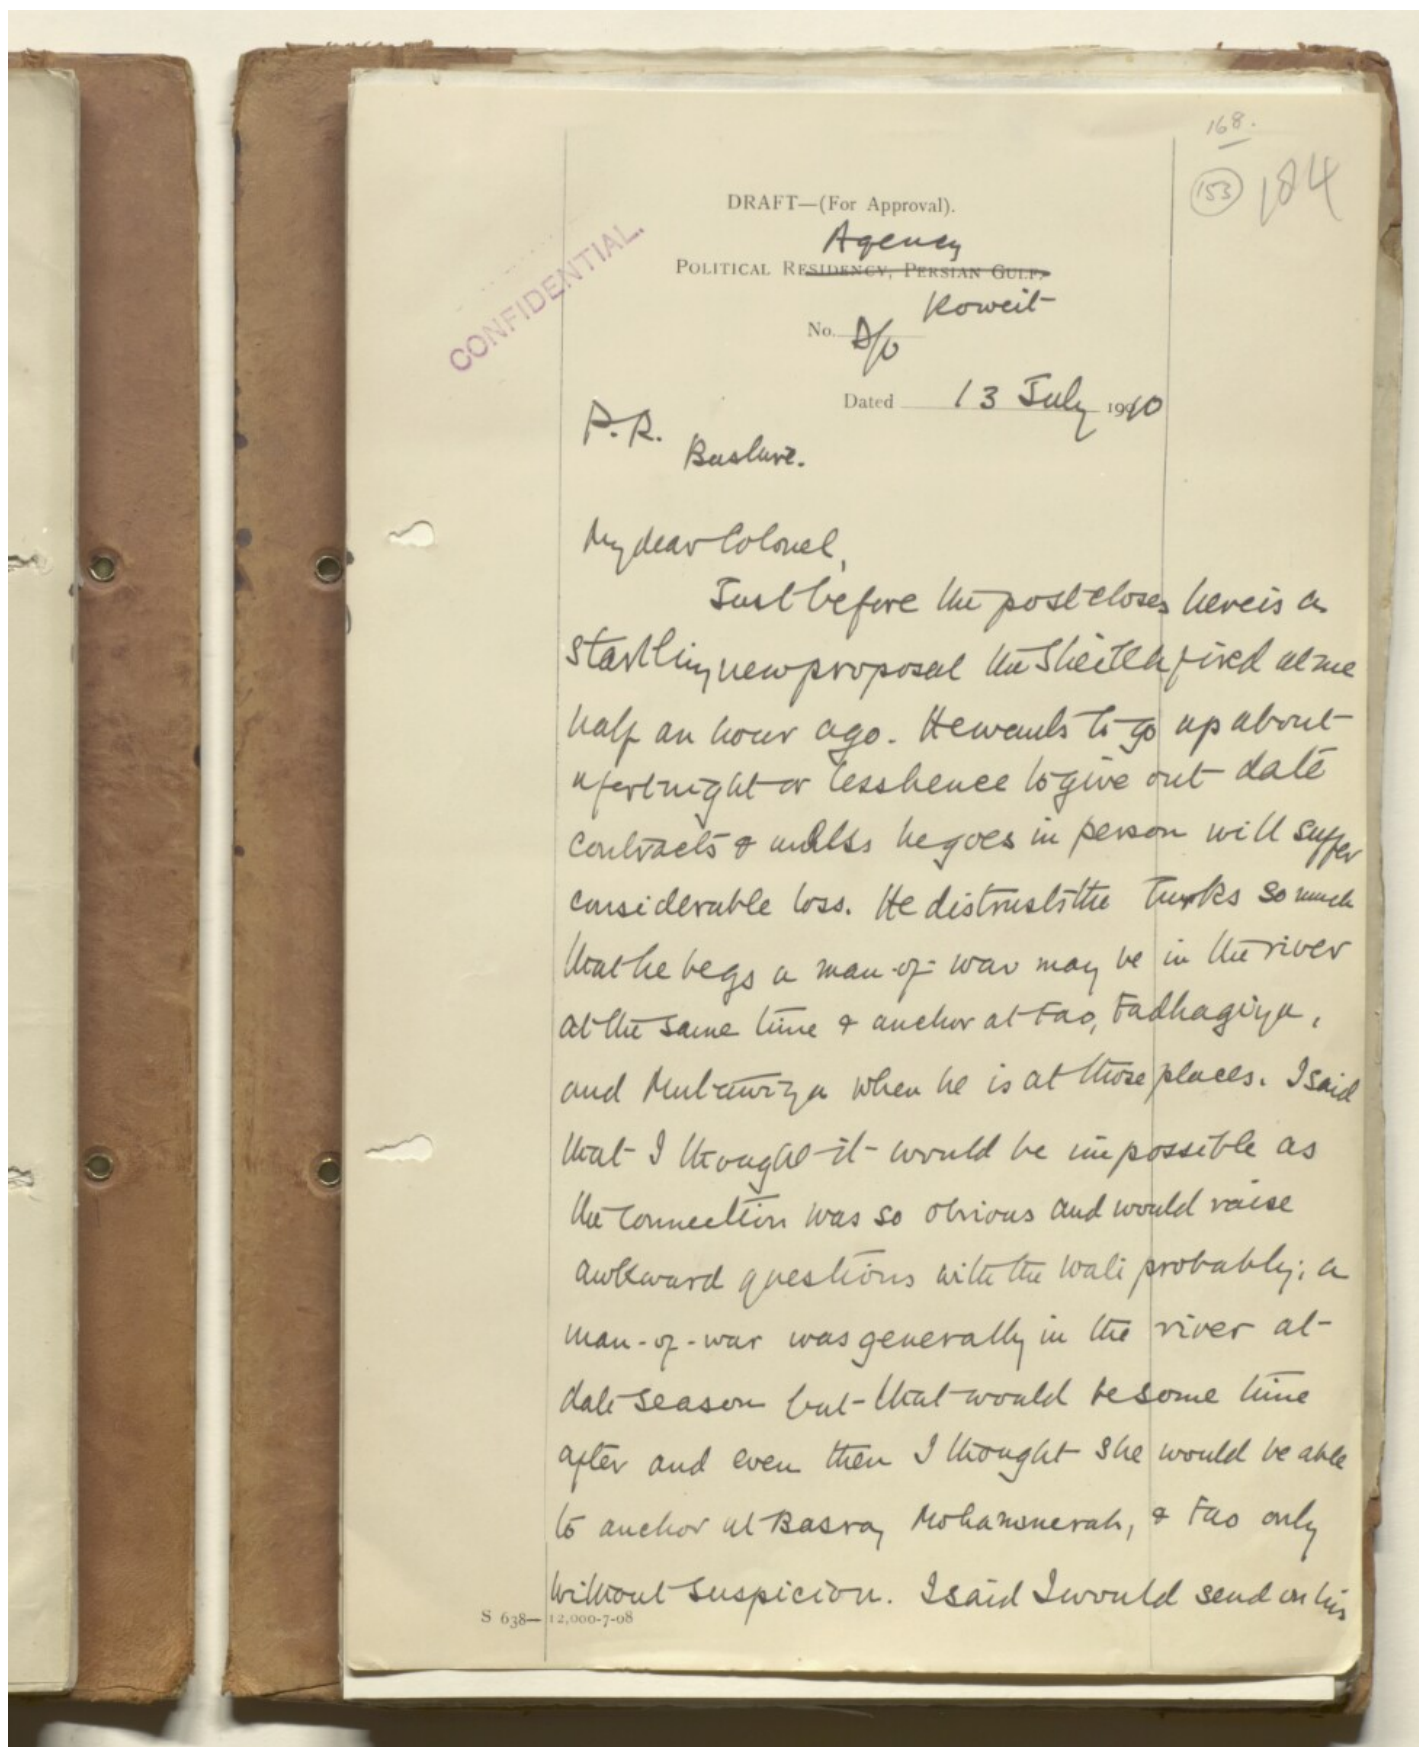 168.
153
184
DRAFT—(For Approval).
CONFIDENTIAL.
Agency
POLITICAL RESIDENCY, PERSIAN GULF,
Koweit
No. D/O
Dated 13 July 1910
P.R.
Bushire.
My dear Colonel,
Just before the post closes here is a
startling new proposal the Sheikh fired at me
half an hour ago. He wants to go up about
a fortnight or less hence to give out date
contracts & unless he goes in person will suffer
considerable loss. He distrusts the Turks so much
that he begs a man-of-war may be in the river
at the same time & anchor at Fao, Fadhagiya,
and Mutawiya when he is at those places. I said
that I thought it would be impossible as
the connection was so obvious and would raise
awkward questions with the Wali probably; a
man-of-war was generally in the river at
date season but that would be some time
after and even then I thought she would be able
to anchor at Basra, Mohammerah, & Fao only
without suspicion. I said I would send on his
S 638—12,000-7-08